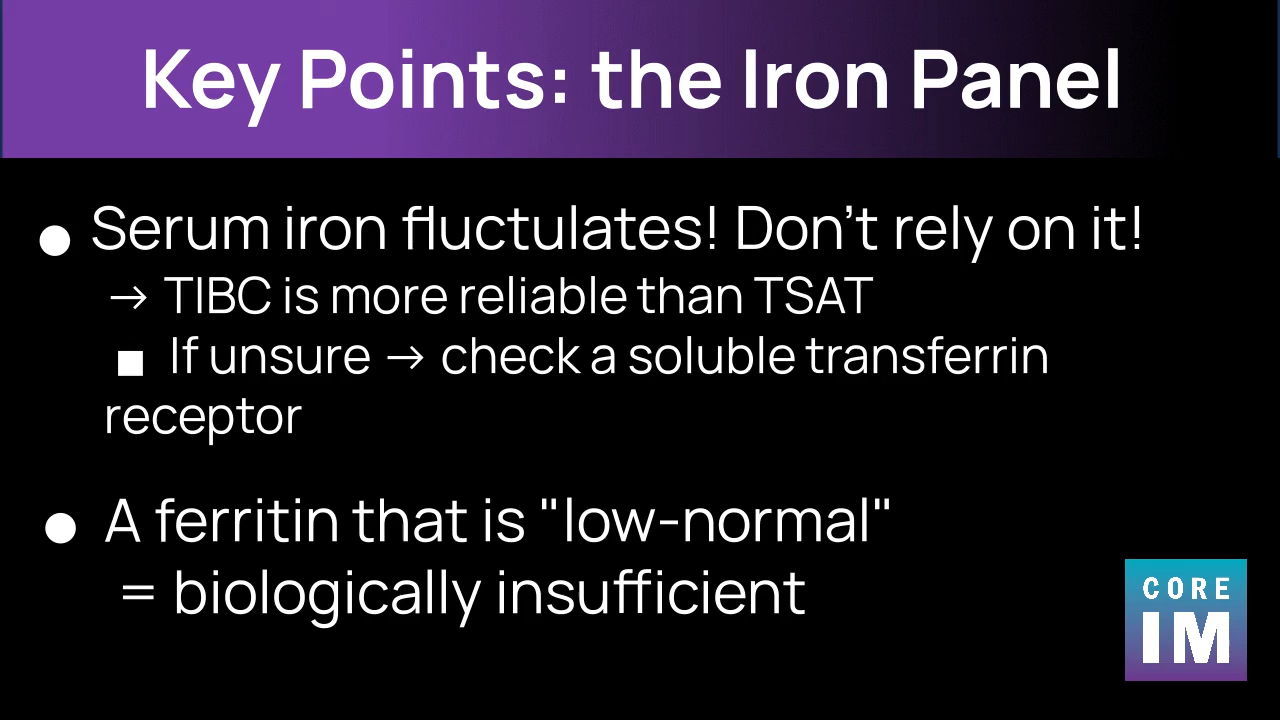 Key Points: the Iron Panel
● Serum iron fluctulates! Don’t rely on it!
→ TIBC is more reliable than TSAT
■ If unsure → check a soluble transferrin
receptor
● A ferritin that is "low-normal"
= biologically insufficient
CORE
IM